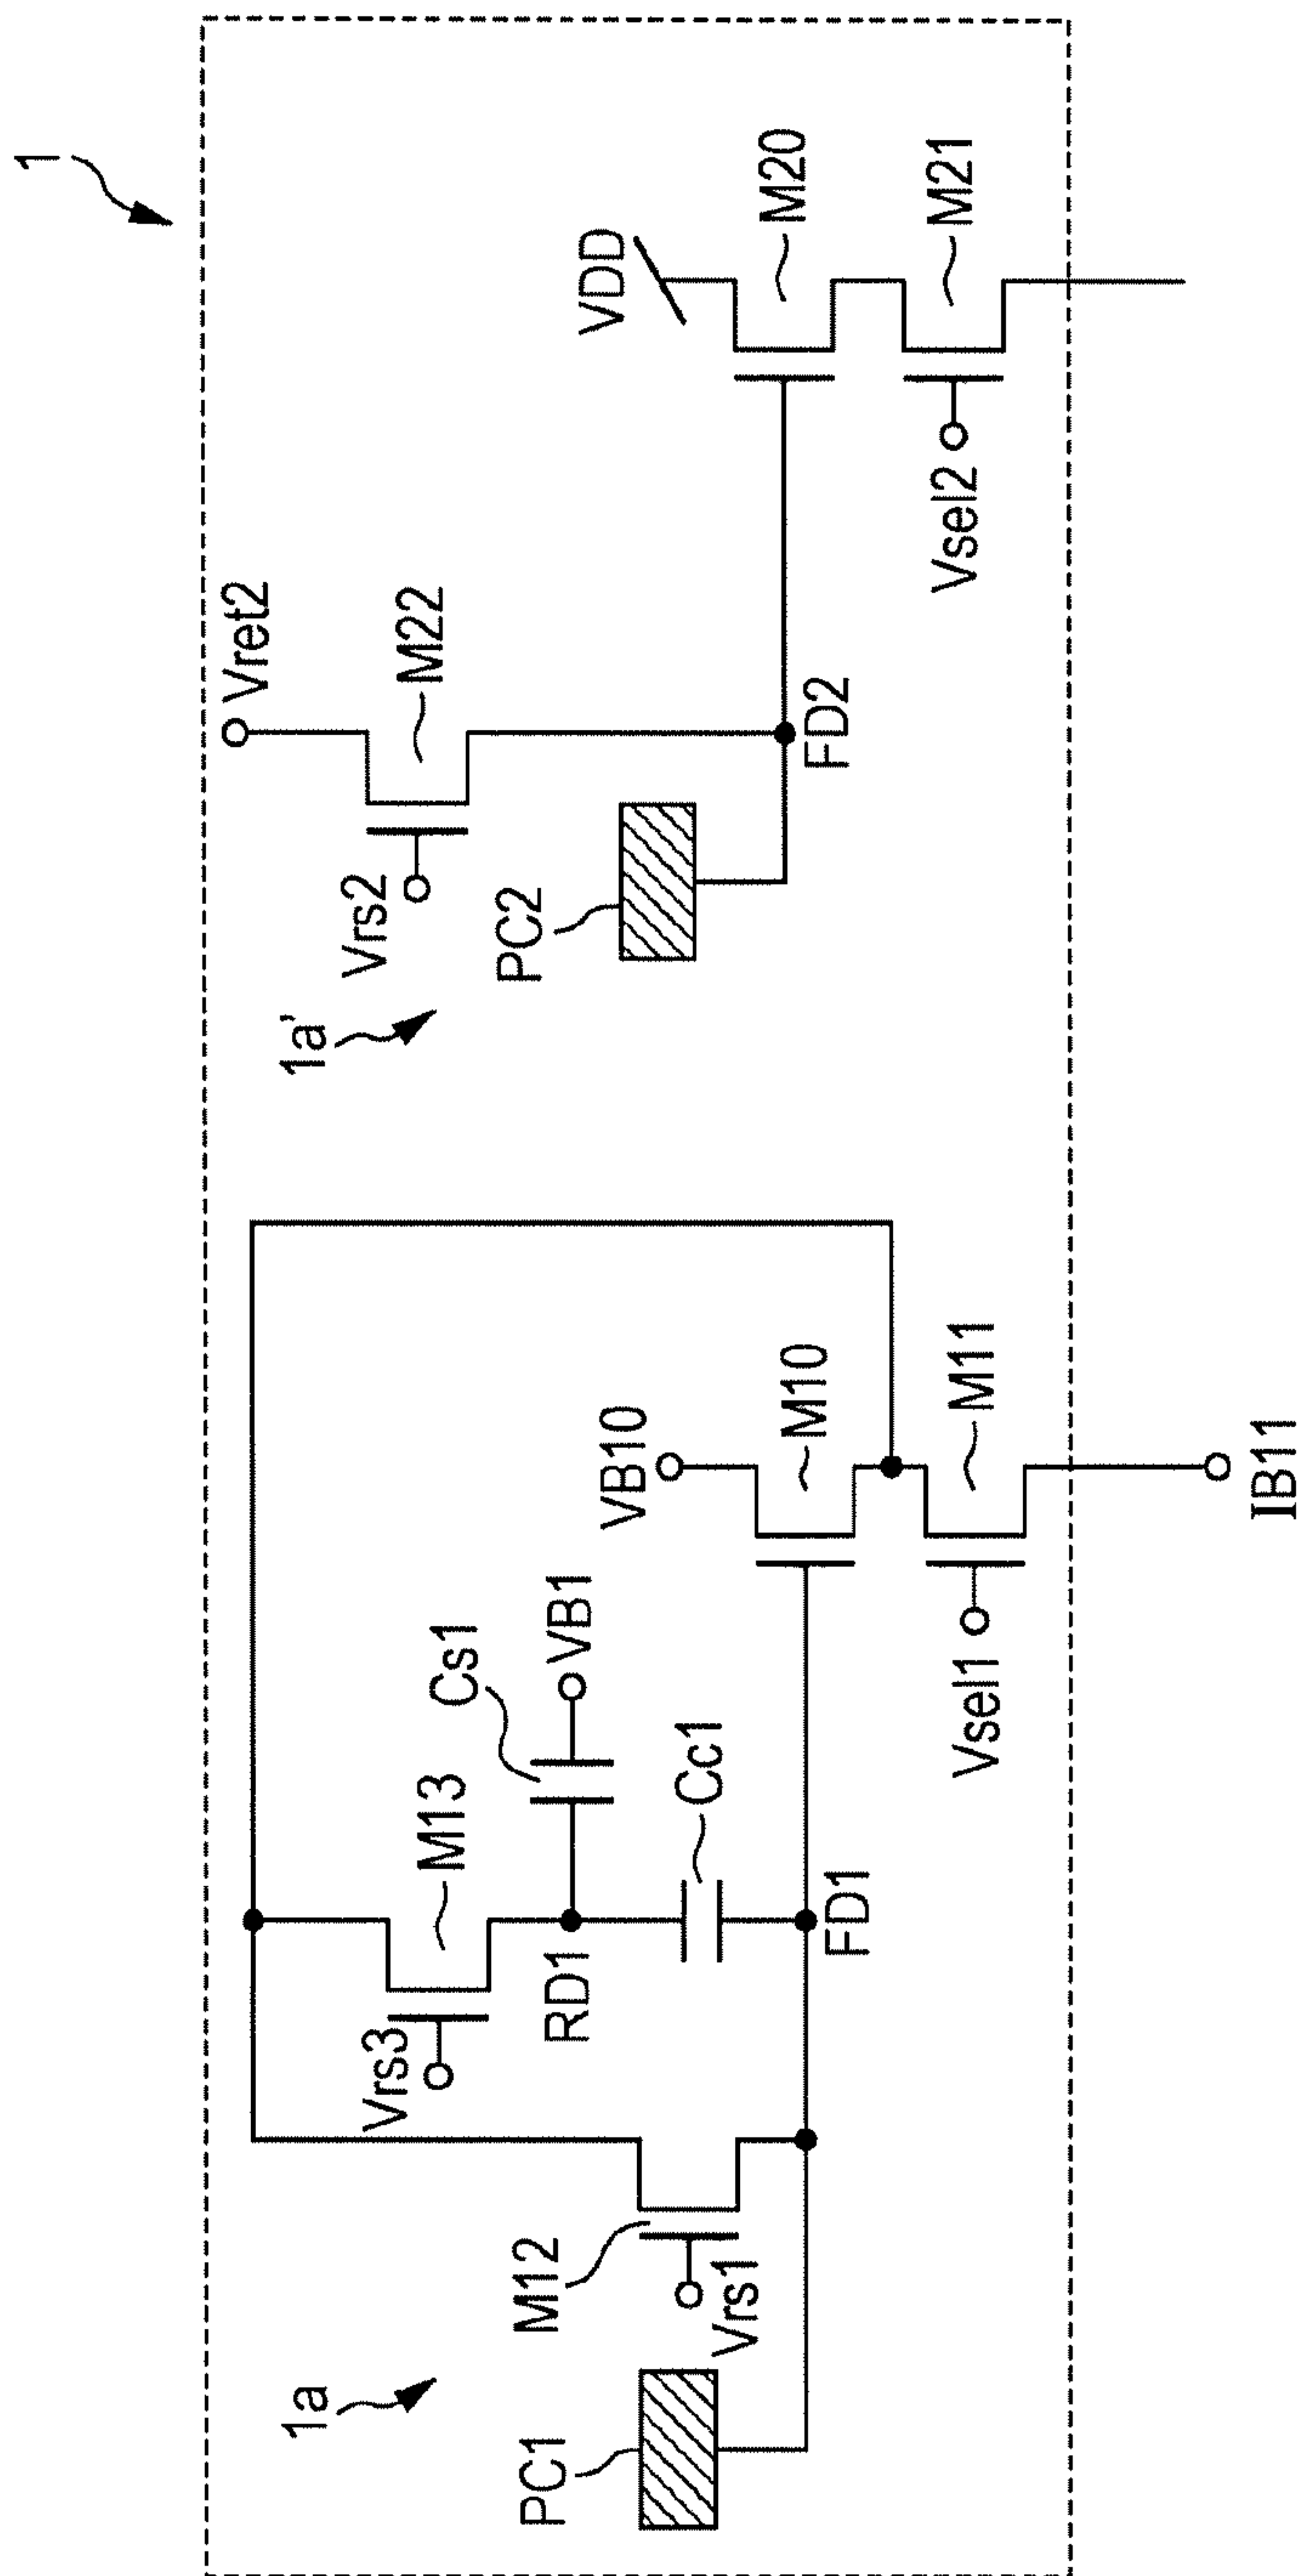 1
1a
PC1
M12
Vrs1
Vrs3
M13
RD1
Cs1
VB1
Cc1
FD1
VB10
M10
M11
Vsel1
IB11
1a'
Vrs2
Vret2
M22
PC2
FD2
VDD
M20
M21
Vsel2